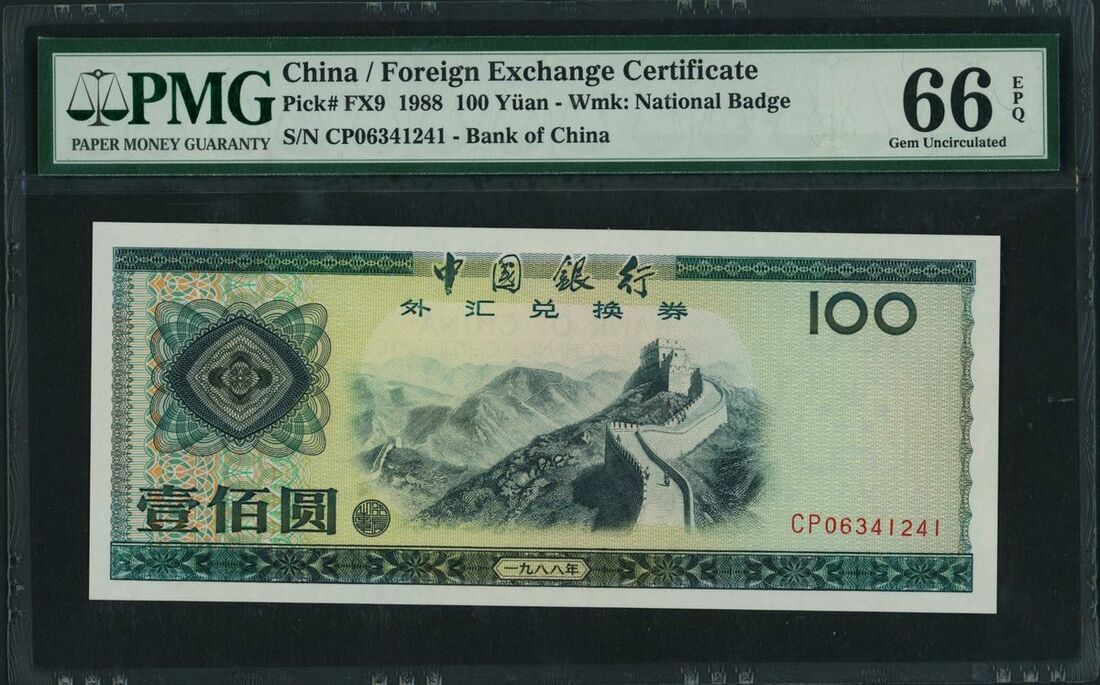 PMG
PAPER MONEY GUARANTY
China / Foreign Exchange Certificate
Pick# FX9 1988 100 Yüan - Wmk: National Badge
S/N CP06341241 - Bank of China
66
EPQ
Gem Uncirculated
中國銀行
外汇兑换券
100
壹佰圆
CP06341241
一九八八年